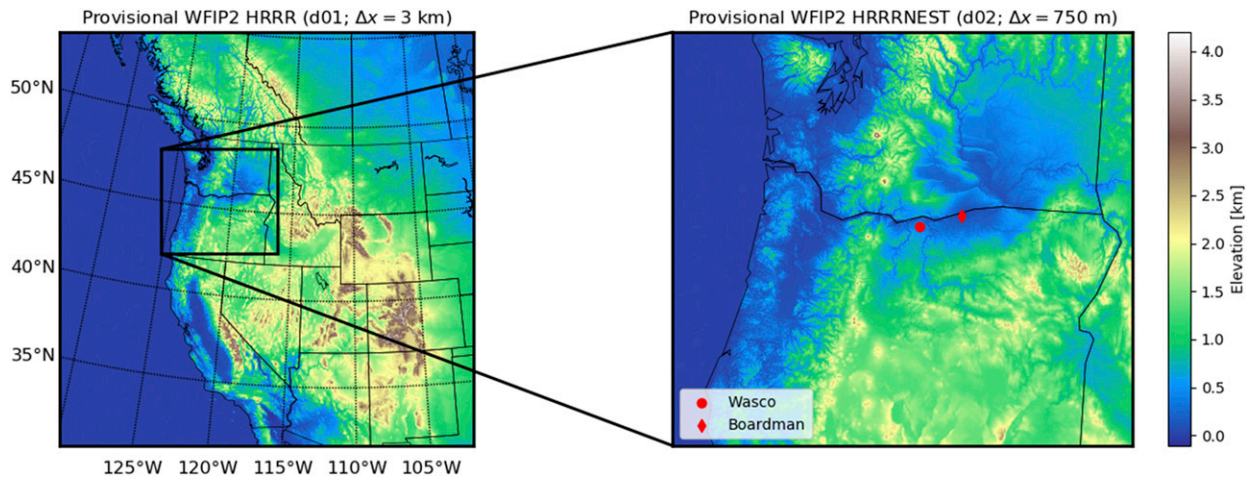 Provisional WFIP2 HRRR (d01; Δx = 3 km)
Provisional WFIP2 HRRRNEST (d02; Δx = 750 m)
50°N
45°N
40°N
35°N
125°W 120°W 115°W 110°W 105°W
Wasco
Boardman
4.0
3.5
3.0
2.5
2.0
1.5
1.0
0.5
0.0
Elevation [km]